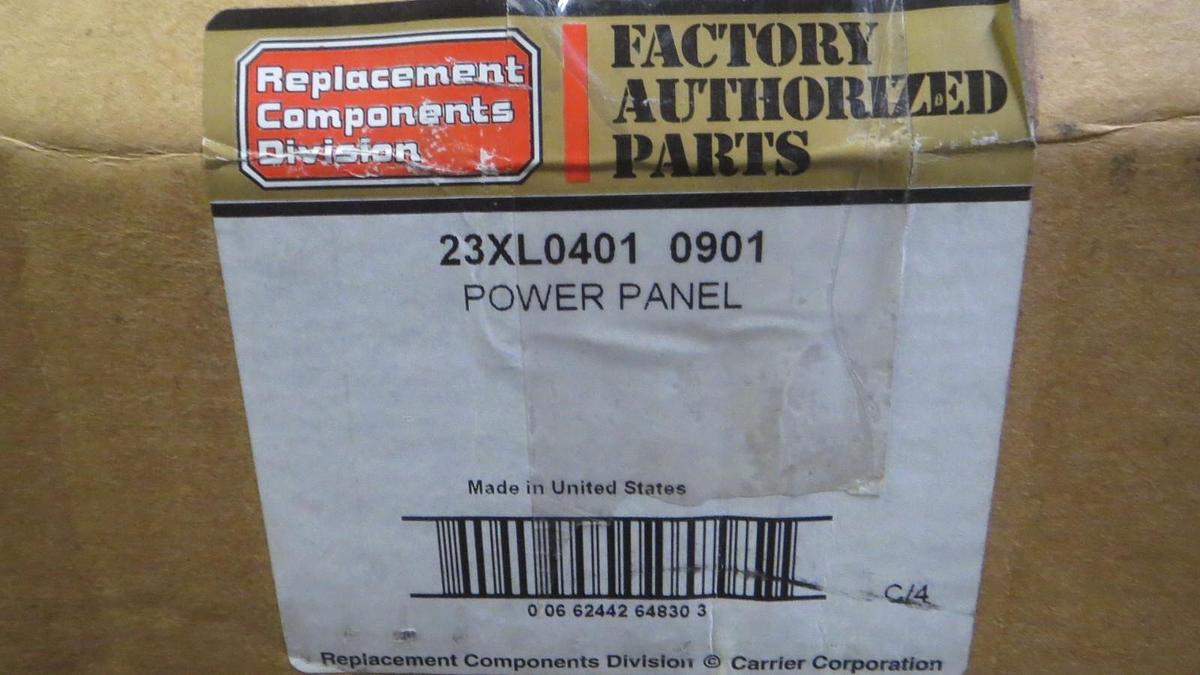 Replacement
Components
Division
FACTORY
AUTHORIZED
PARTS
23XL0401 0901
POWER PANEL
Made in United States
0 06 62442 64830 3
C/4
Replacement Components Division © Carrier Corporation